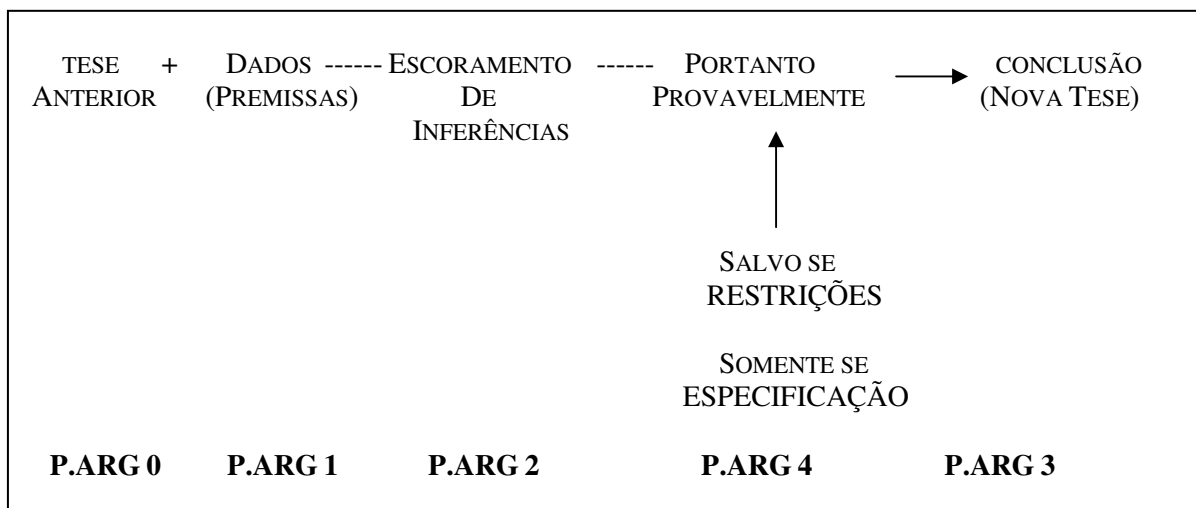 TESE + DADOS ------ ESCORAMENTO ------ PORTANTO CONCLUSÃO
ANTERIOR (PREMISSAS) DE PROVAVELMENTE (NOVA TESE)
INFERÊNCIAS
SALVO SE
RESTRIÇÕES
SOMENTE SE
ESPECIFICAÇÃO
P.ARG 0 P.ARG 1 P.ARG 2 P.ARG 4 P.ARG 3